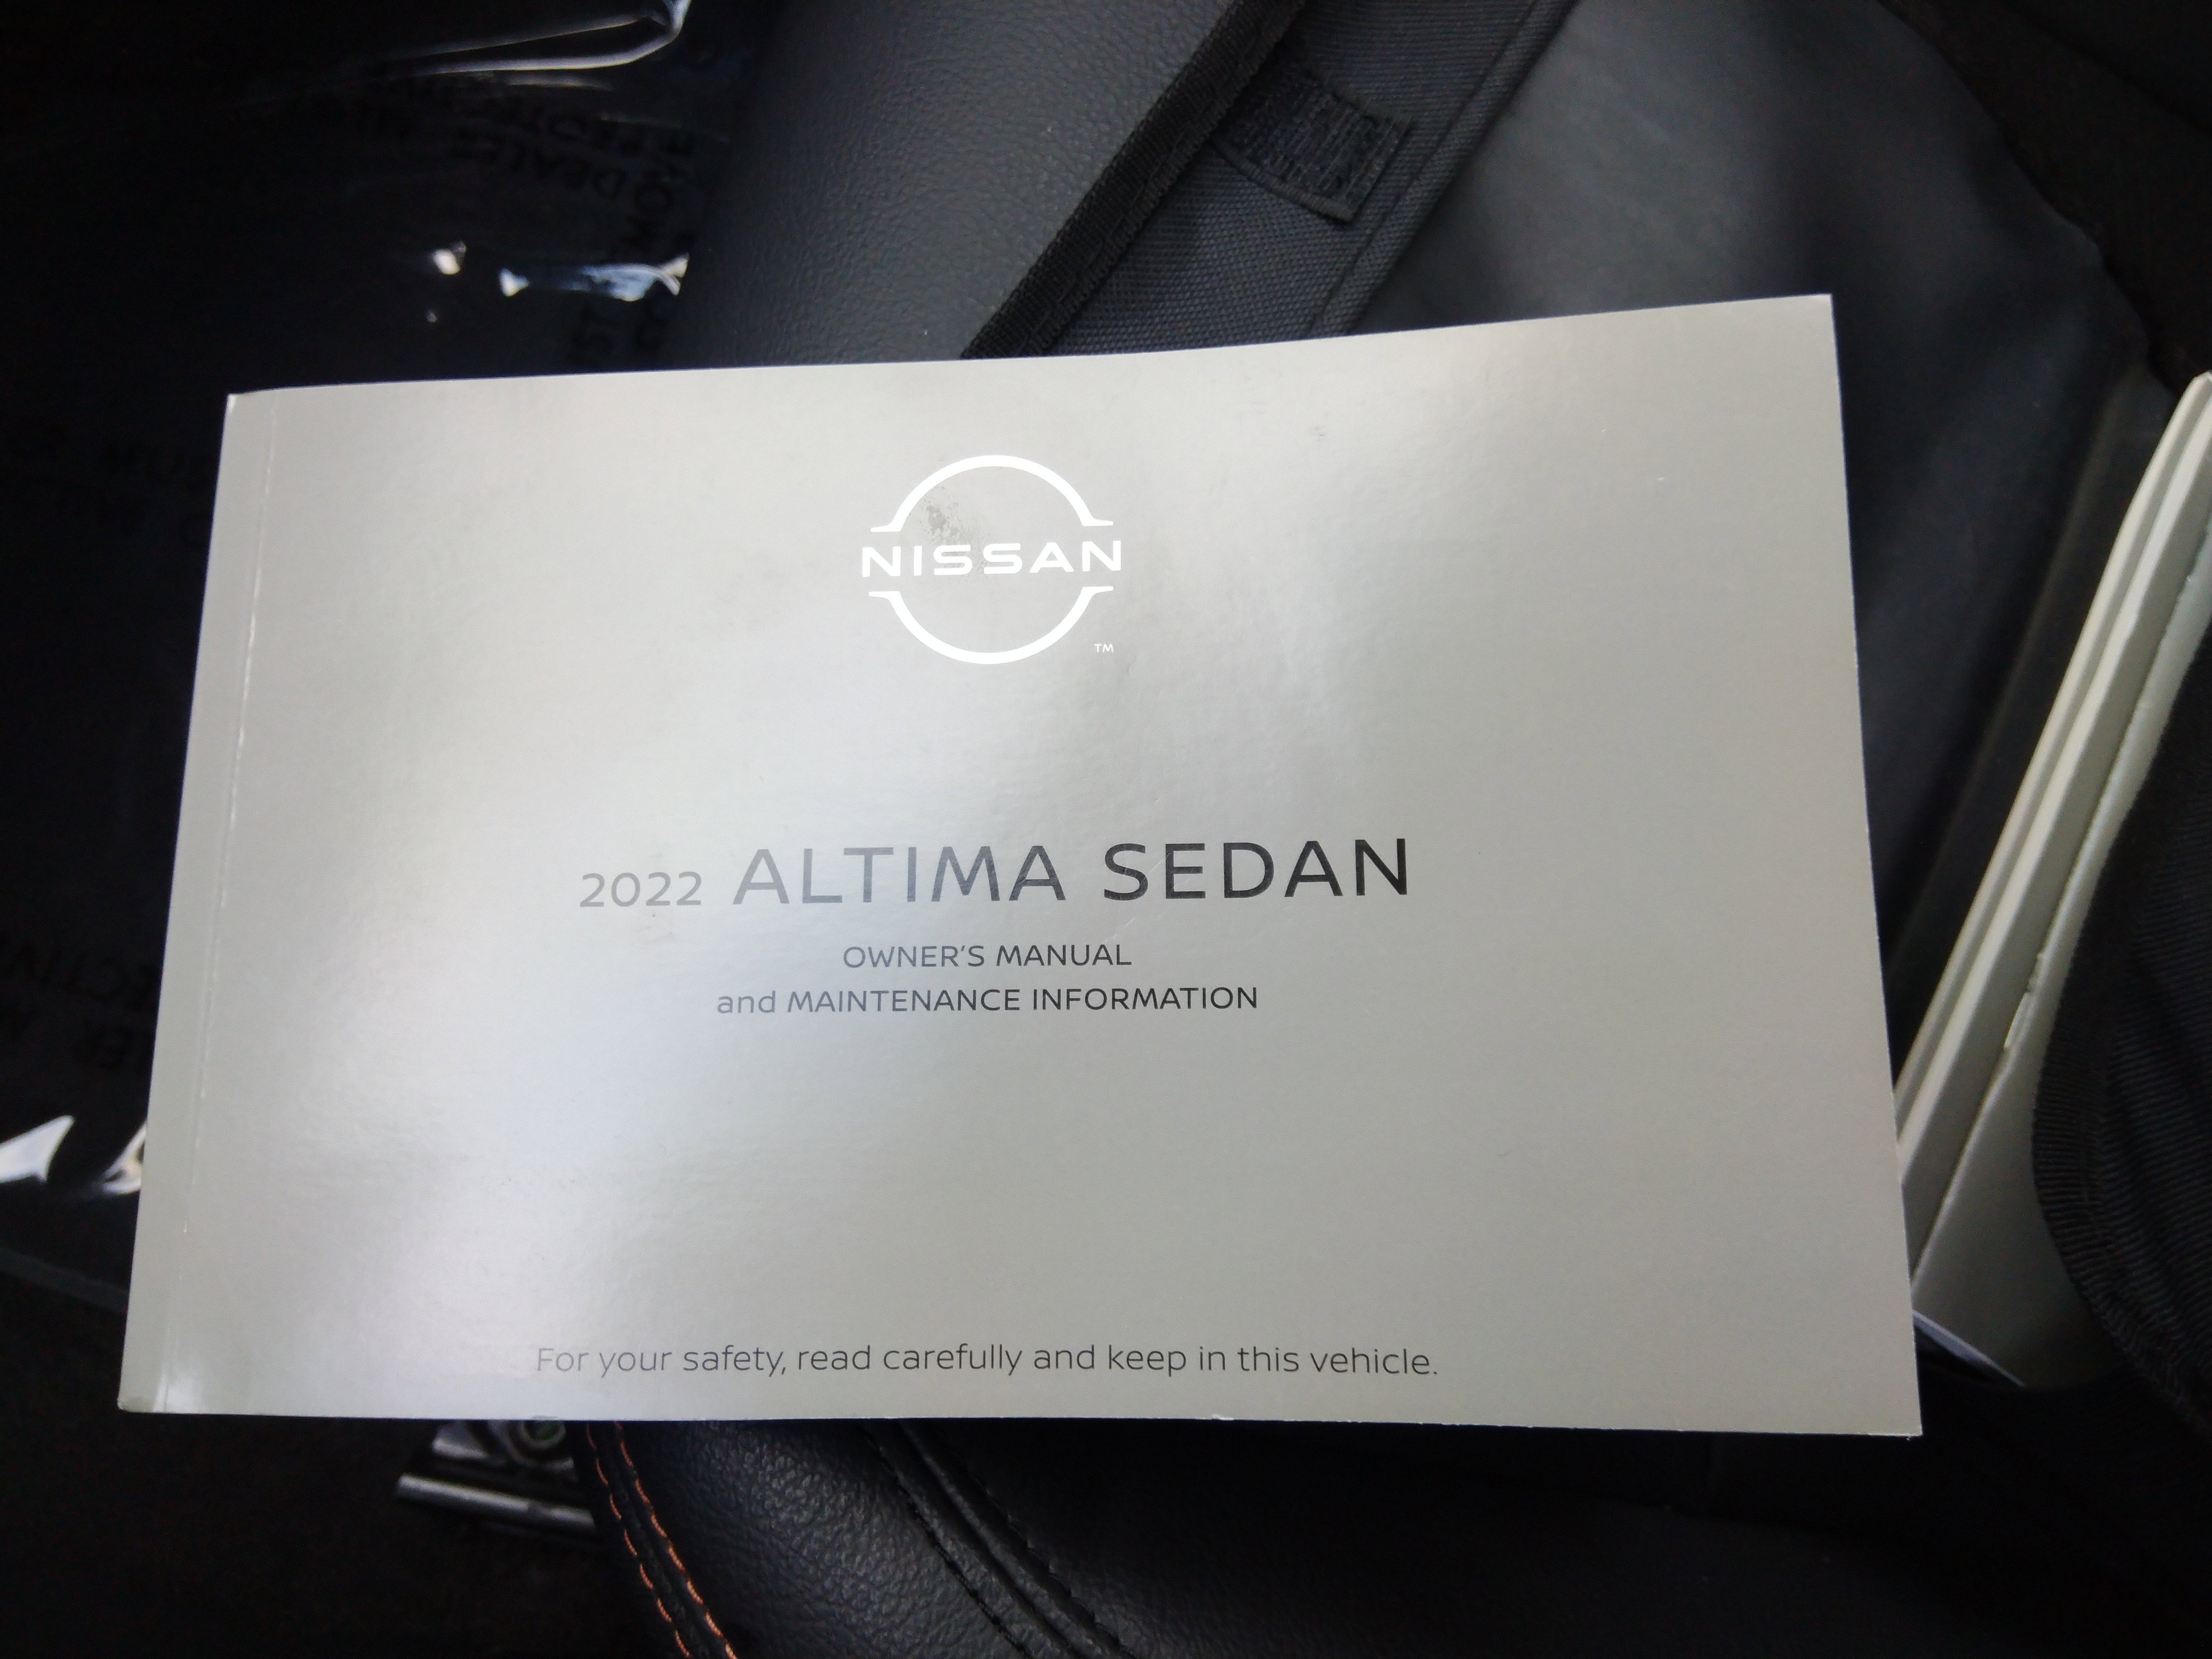 NISSAN
TM
2022 ALTIMA SEDAN
OWNER'S MANUAL
and MAINTENANCE INFORMATION
For your safety, read carefully and keep in this vehicle.